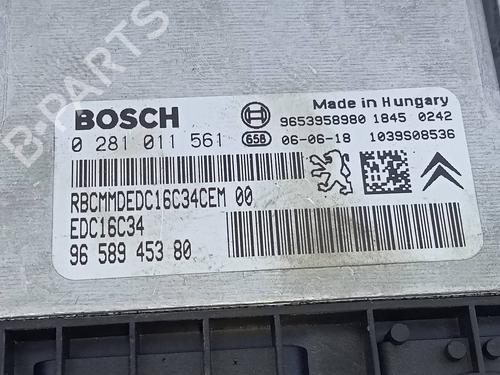 BOSCH
Made in Hungary
9653958980 1845 0242
0 281 011 561 65B 06-06-18 1039S08536
RBCMMDEDC16C34CEM 00
EDC16C34
96 589 453 80
B-PARTS